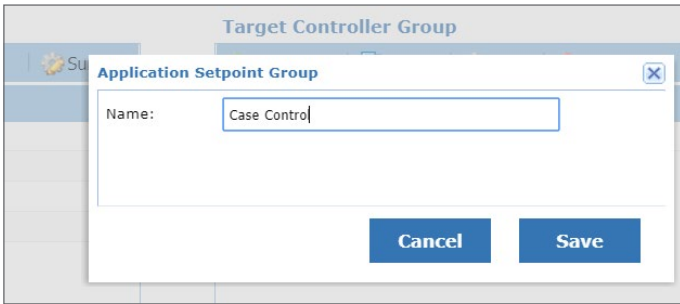 Target Controller Group
Su
Application Setpoint Group
Name:
Case Control
Cancel
Save